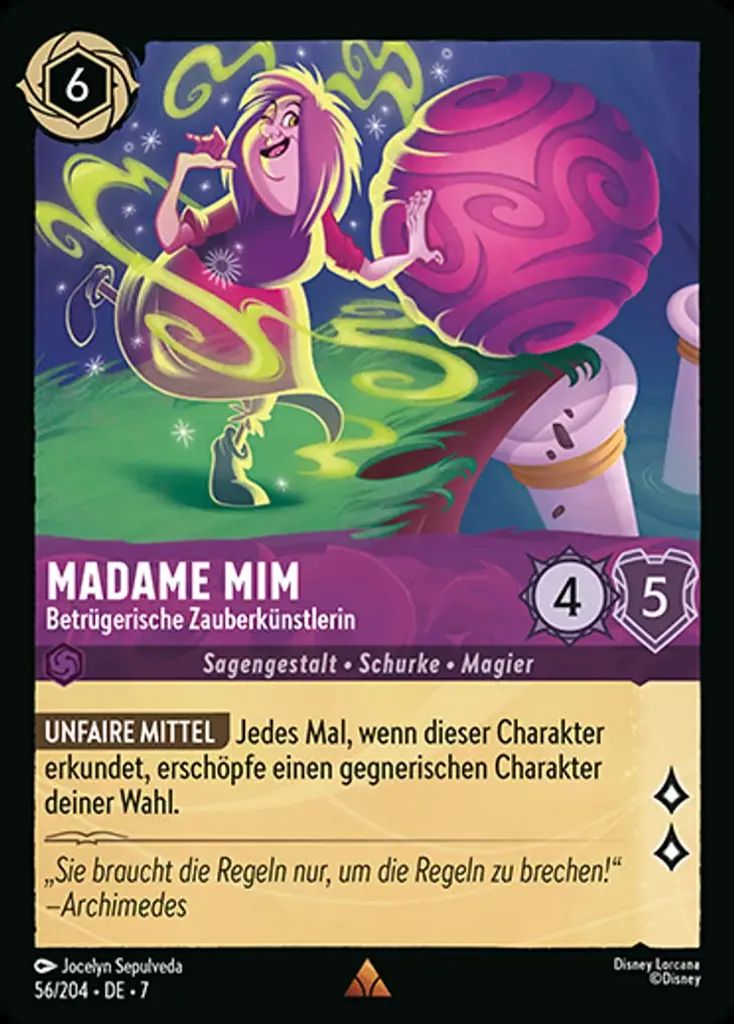 6
MADAME MIM
Betrügerische Zauberkünstlerin
4
5
Sagengestalt • Schurke • Magier
UNFAIRE MITTEL Jedes Mal, wenn dieser Charakter
erkundet, erschöpfe einen gegnerischen Charakter
deiner Wahl.
„Sie braucht die Regeln nur, um die Regeln zu brechen!“
–Archimedes
Jocelyn Sepulveda
56/204 • DE • 7
Disney Lorcana
©Disney